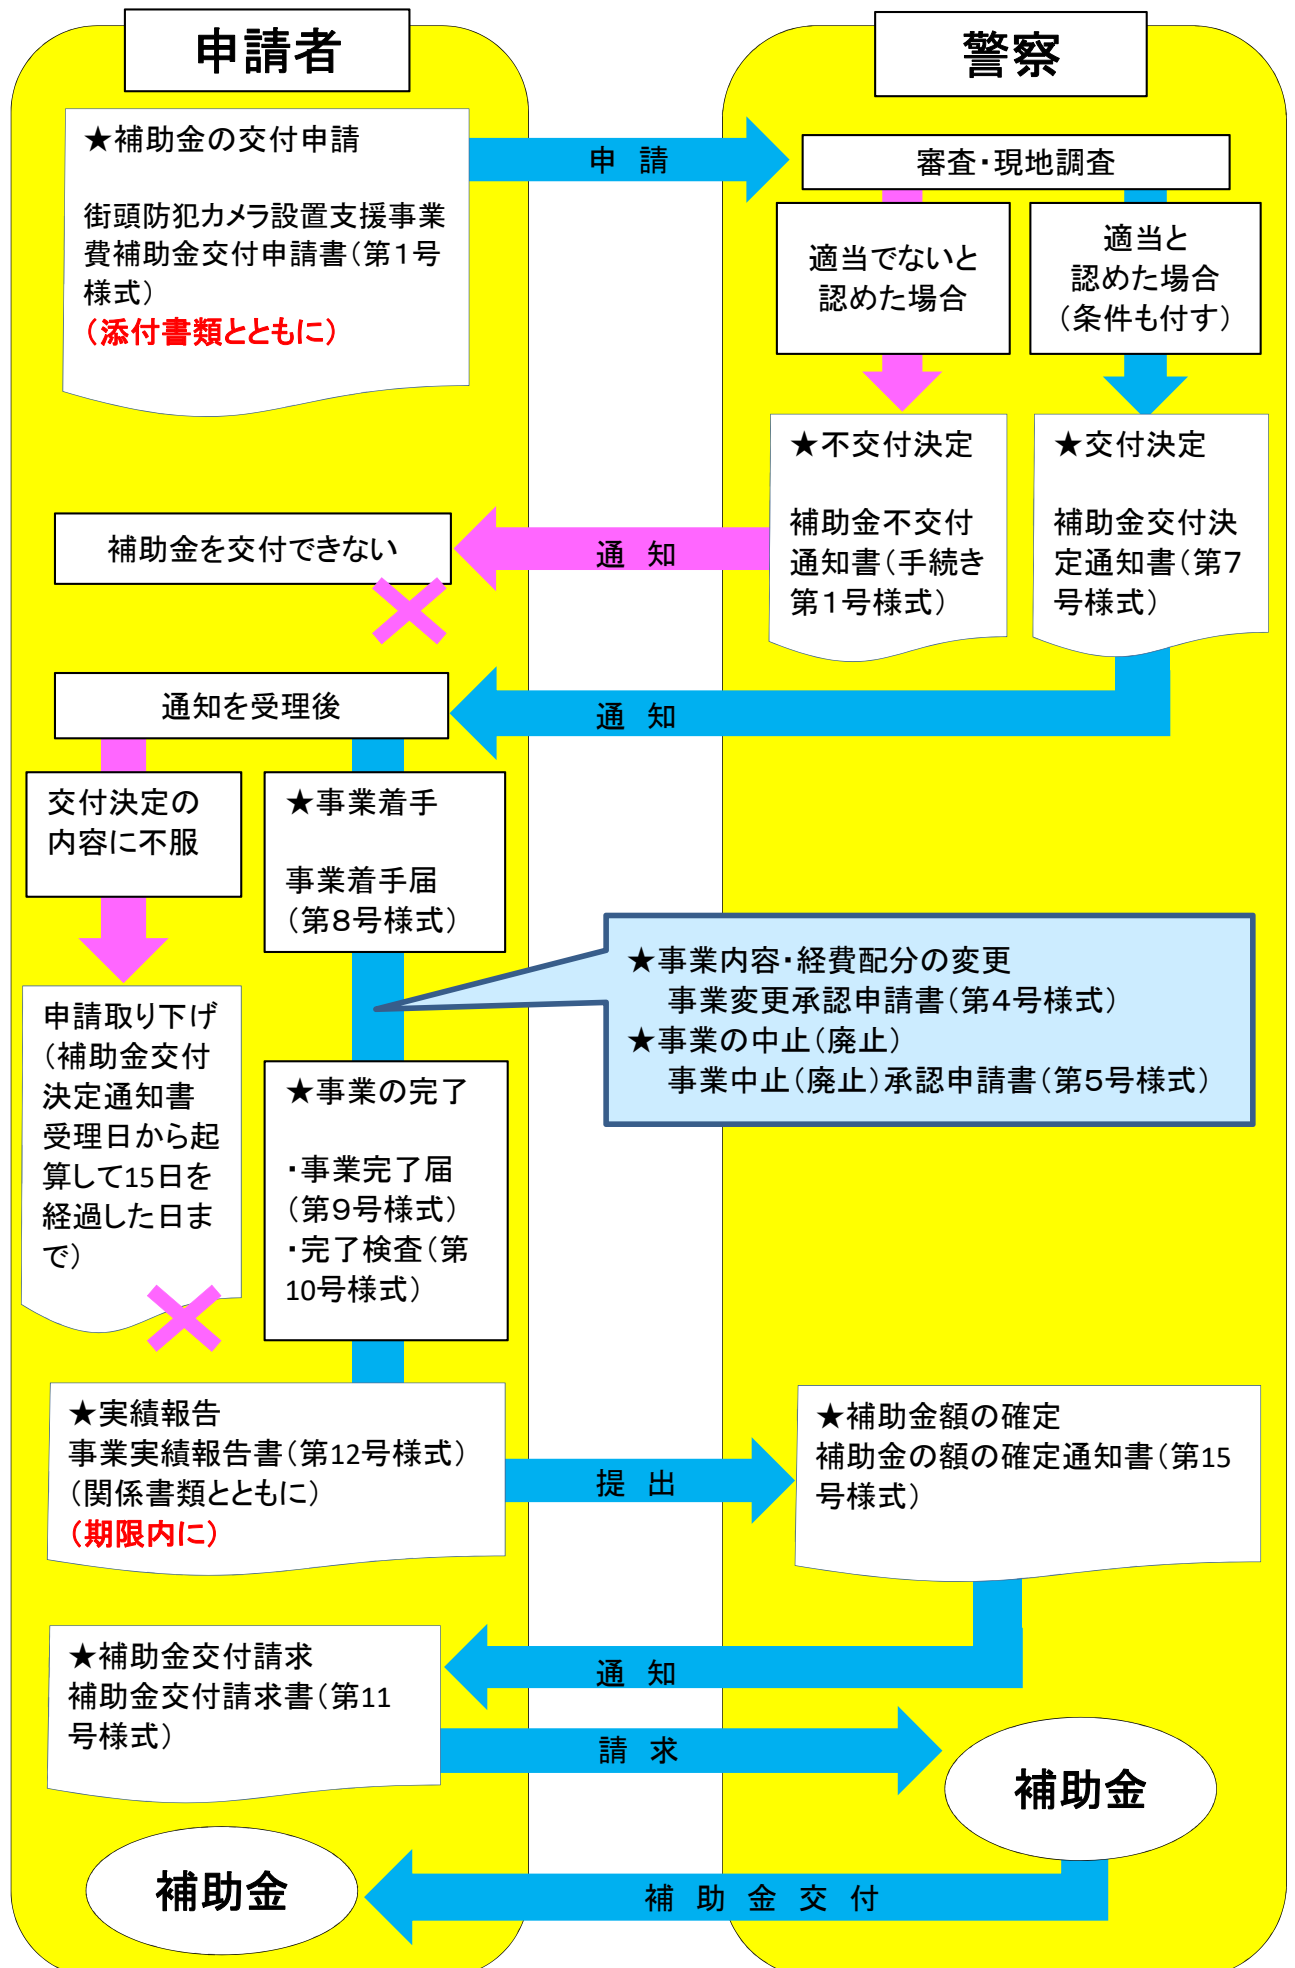 申請者
警察
★補助金の交付申請
街頭防犯カメラ設置支援事業
費補助金交付申請書(第1号
様式)
(添付書類とともに)
申 請
審査・現地調査
適当でないと
認めた場合
適当と
認めた場合
(条件も付す)
★不交付決定
補助金不交付
通知書(手続き
第1号様式)
★交付決定
補助金交付決
定通知書(第7
号様式)
通 知
補助金を交付できない
通 知
通知を受理後
交付決定の
内容に不服
★事業着手
事業着手届
(第8号様式)
★事業内容・経費配分の変更
事業変更承認申請書(第4号様式)
★事業の中止(廃止)
事業中止(廃止)承認申請書(第5号様式)
申請取り下げ
(補助金交付
決定通知書
受理日から起
算して15日を
経過した日ま
で)
★事業の完了
・事業完了届
(第9号様式)
・完了検査(第
10号様式)
★実績報告
事業実績報告書(第12号様式)
(関係書類とともに)
(期限内に)
提 出
★補助金額の確定
補助金の額の確定通知書(第15
号様式)
通 知
★補助金交付請求
補助金交付請求書(第11
号様式)
請 求
補助金
補 助 金 交 付
補助金